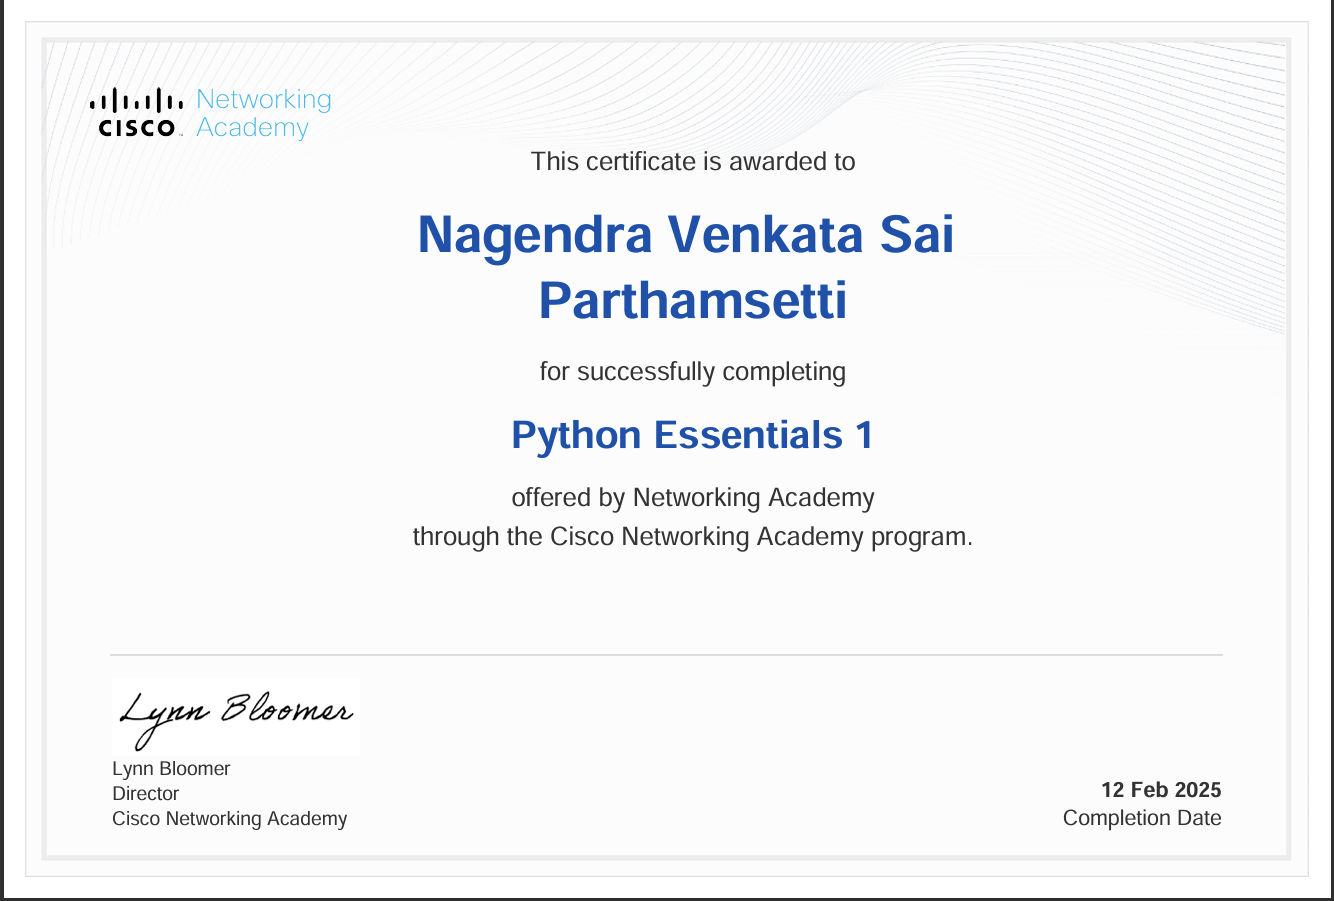 CISCO
Networking
Academy
This certificate is awarded to
Nagendra Venkata Sai
Parthamsetti
for successfully completing
Python Essentials 1
offered by Networking Academy
through the Cisco Networking Academy program.
Lynn Bloomer
Lynn Bloomer
Director
Cisco Networking Academy
12 Feb 2025
Completion Date